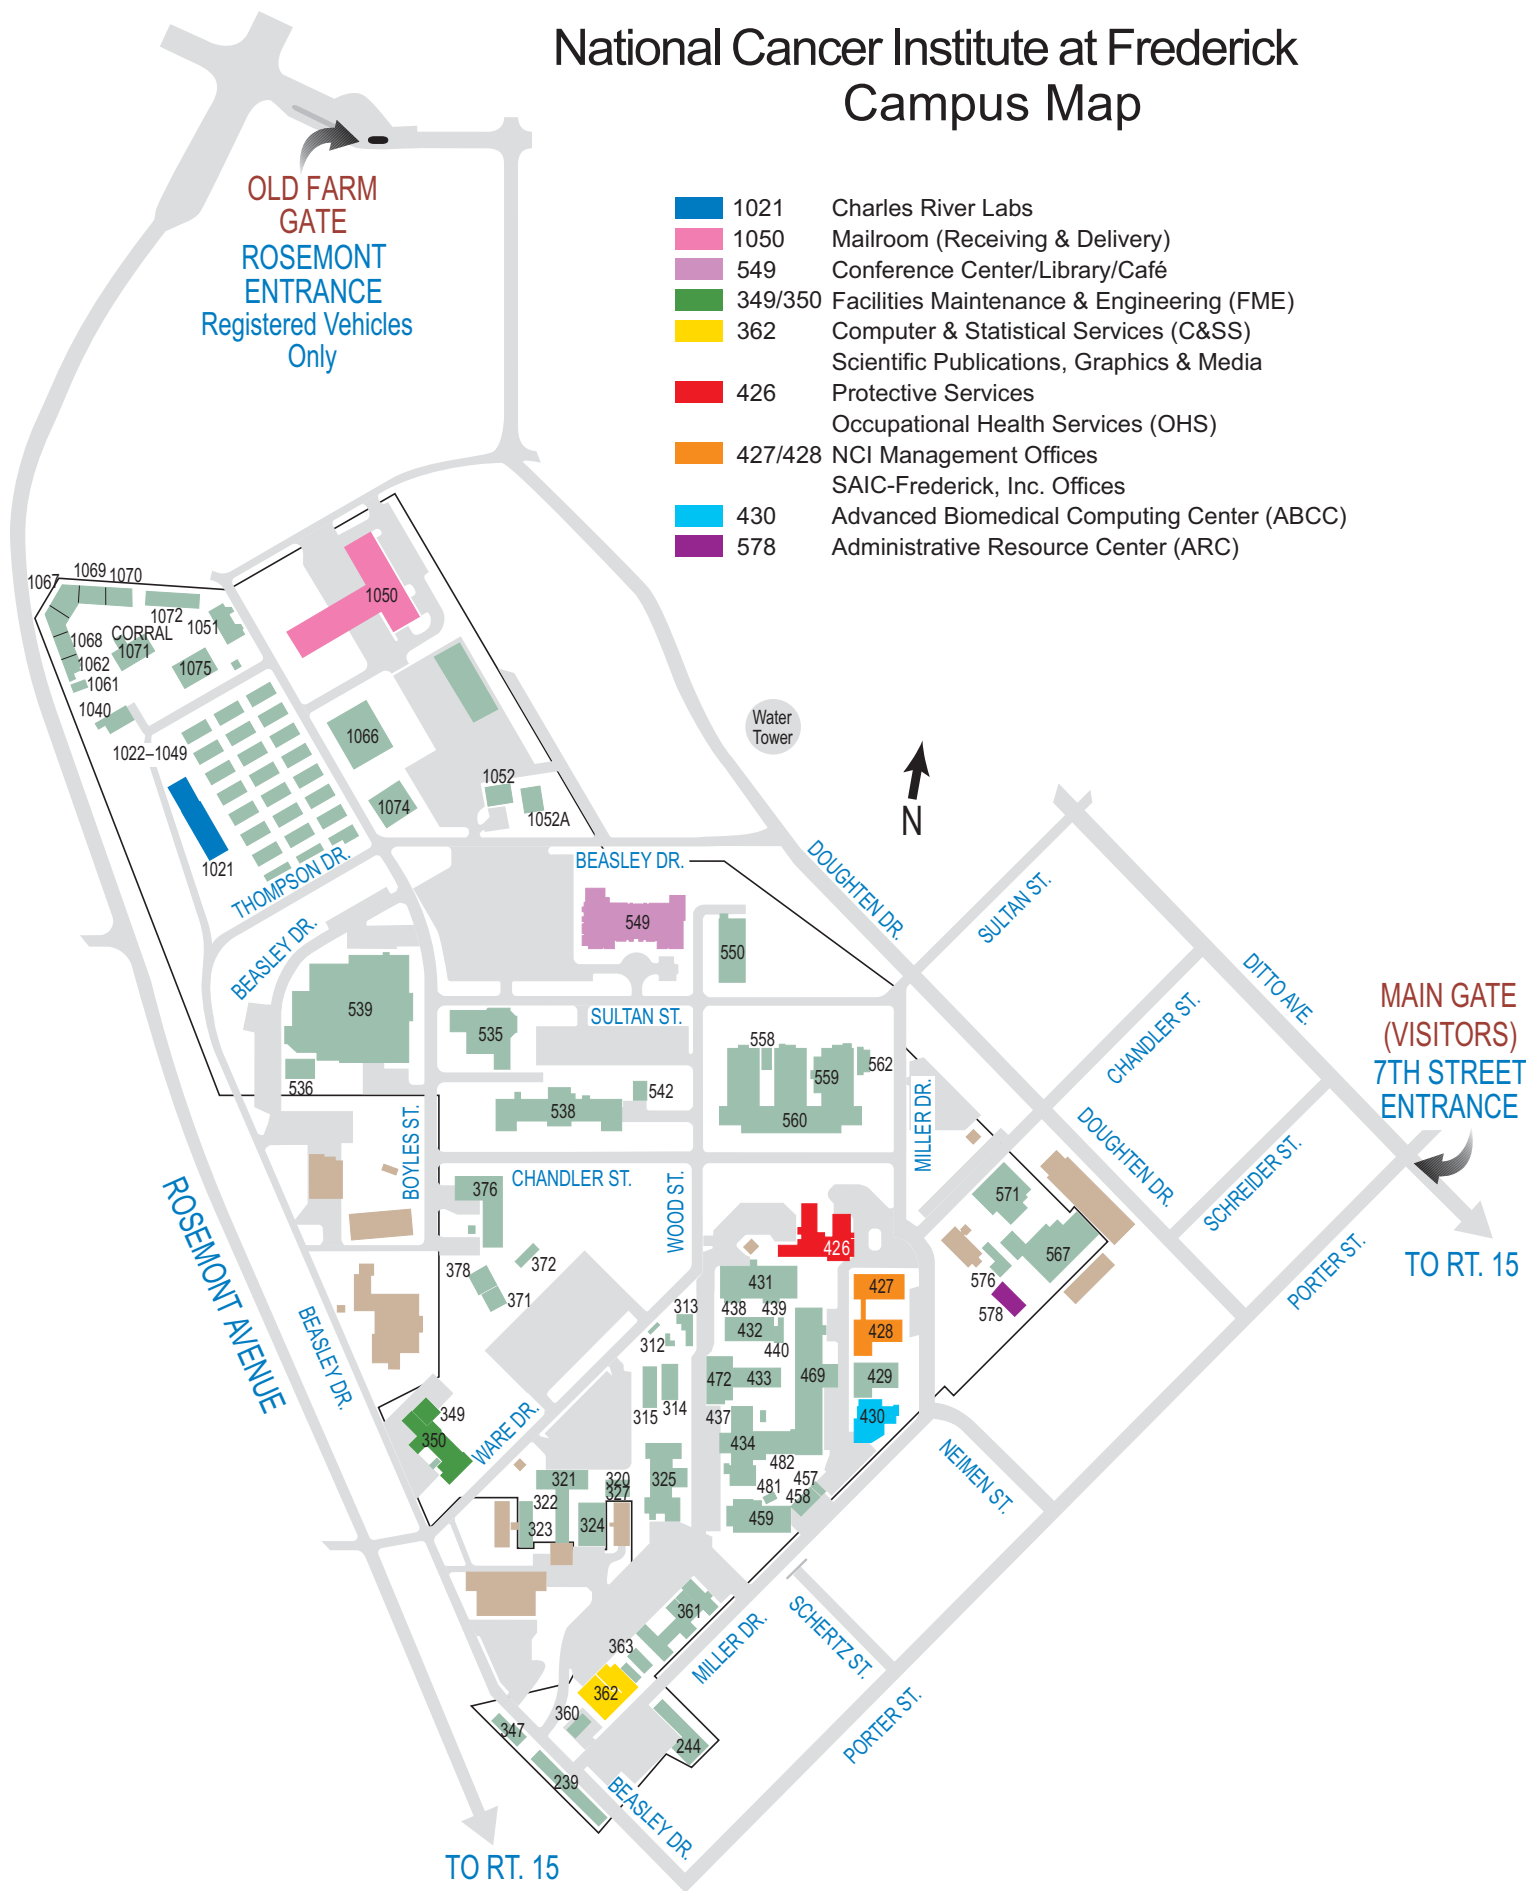 National Cancer Institute at Frederick
Campus Map
OLD FARM
GATE
ROSEMONT
ENTRANCE
Registered Vehicles
Only
1021 Charles River Labs
1050 Mailroom (Receiving & Delivery)
549 Conference Center/Library/Café
349/350 Facilities Maintenance & Engineering (FME)
362 Computer & Statistical Services (C&SS)
Scientific Publications, Graphics & Media
426 Protective Services
Occupational Health Services (OHS)
427/428 NCI Management Offices
SAIC-Frederick, Inc. Offices
430 Advanced Biomedical Computing Center (ABCC)
578 Administrative Resource Center (ARC)
1067
1069
1070
1072
1051
1050
1068
CORRAL
1071
1062
1075
1061
1040
1022–1049
1066
1074
1052
1052A
1021
Water
Tower
N
THOMPSON DR.
BEASLEY DR.
BEASLEY DR.
DOUGHTEN DR.
SULTAN ST.
DITTO AVE.
549
550
539
535
SULTAN ST.
536
538
542
558
559
562
560
CHANDLER ST.
MAIN GATE
(VISITORS)
7TH STREET
ENTRANCE
BOYLES ST.
MILLER DR.
DOUGHTEN DR.
SCHREIDER ST.
CHANDLER ST.
WOOD ST.
376
372
378
371
571
567
576
578
426
427
428
429
430
431
438
439
432
440
433
472
469
437
434
482
481
457
458
459
313
312
315
314
PORTER ST.
TO RT. 15
ROSEMONT AVENUE
BEASLEY DR.
349
350
WARE DR.
NEIMEN ST.
321
320
327
322
323
324
325
361
363
362
360
347
239
244
MILLER DR.
SCHERTZ ST.
PORTER ST.
BEASLEY DR.
TO RT. 15